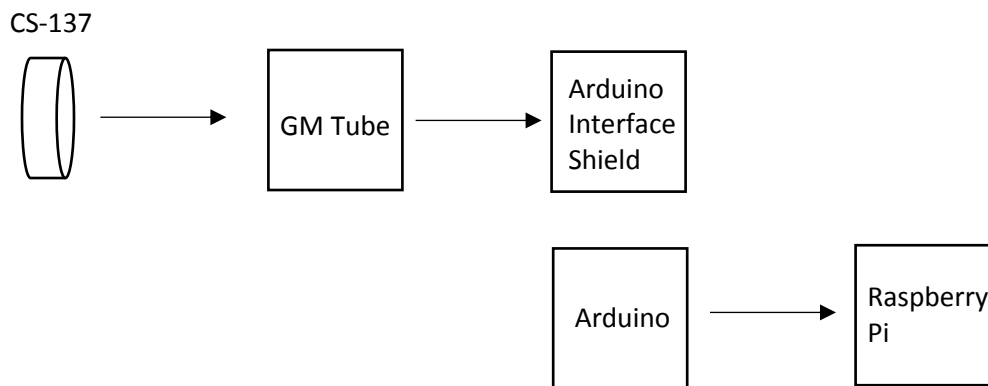 CS-137
GM Tube
Arduino
Interface
Shield
Arduino
Raspberry
Pi